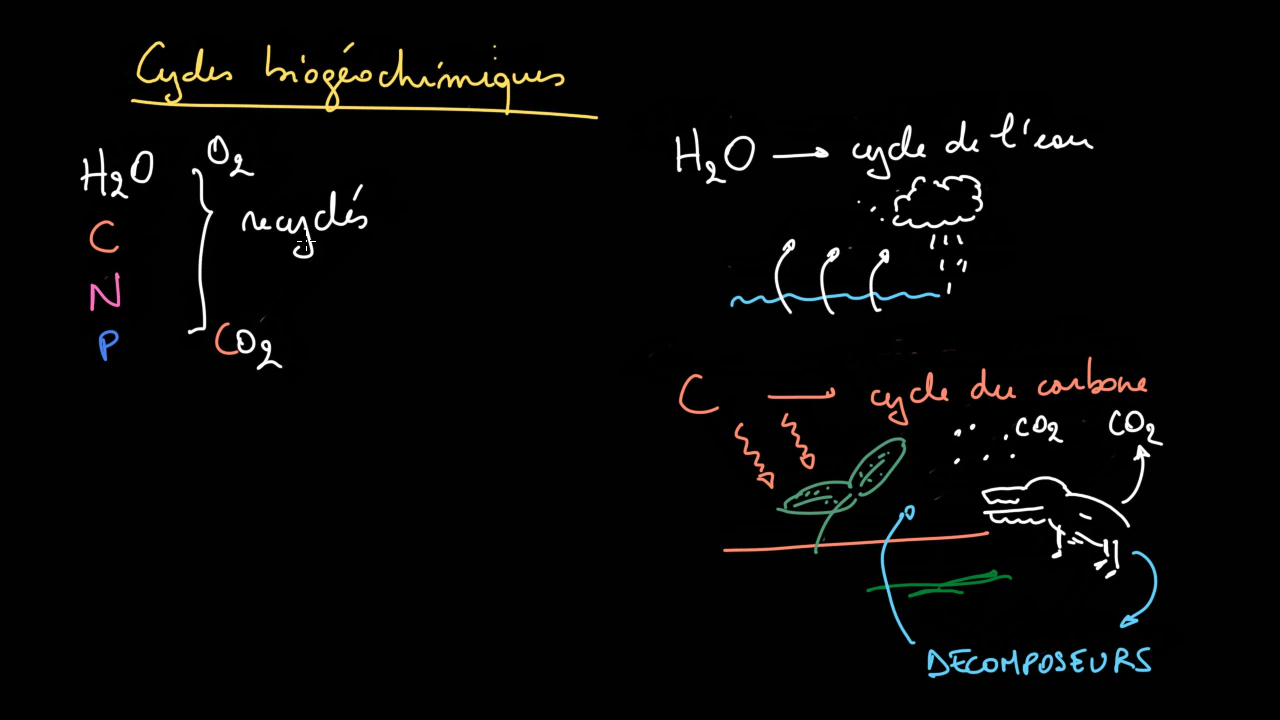 Cycles biogéochimiques
H2O
C
N
P
O2
recyclés
CO2
H2O → cycle de l'eau
C → cycle du carbone
CO2
CO2
DECOMPOSEURS